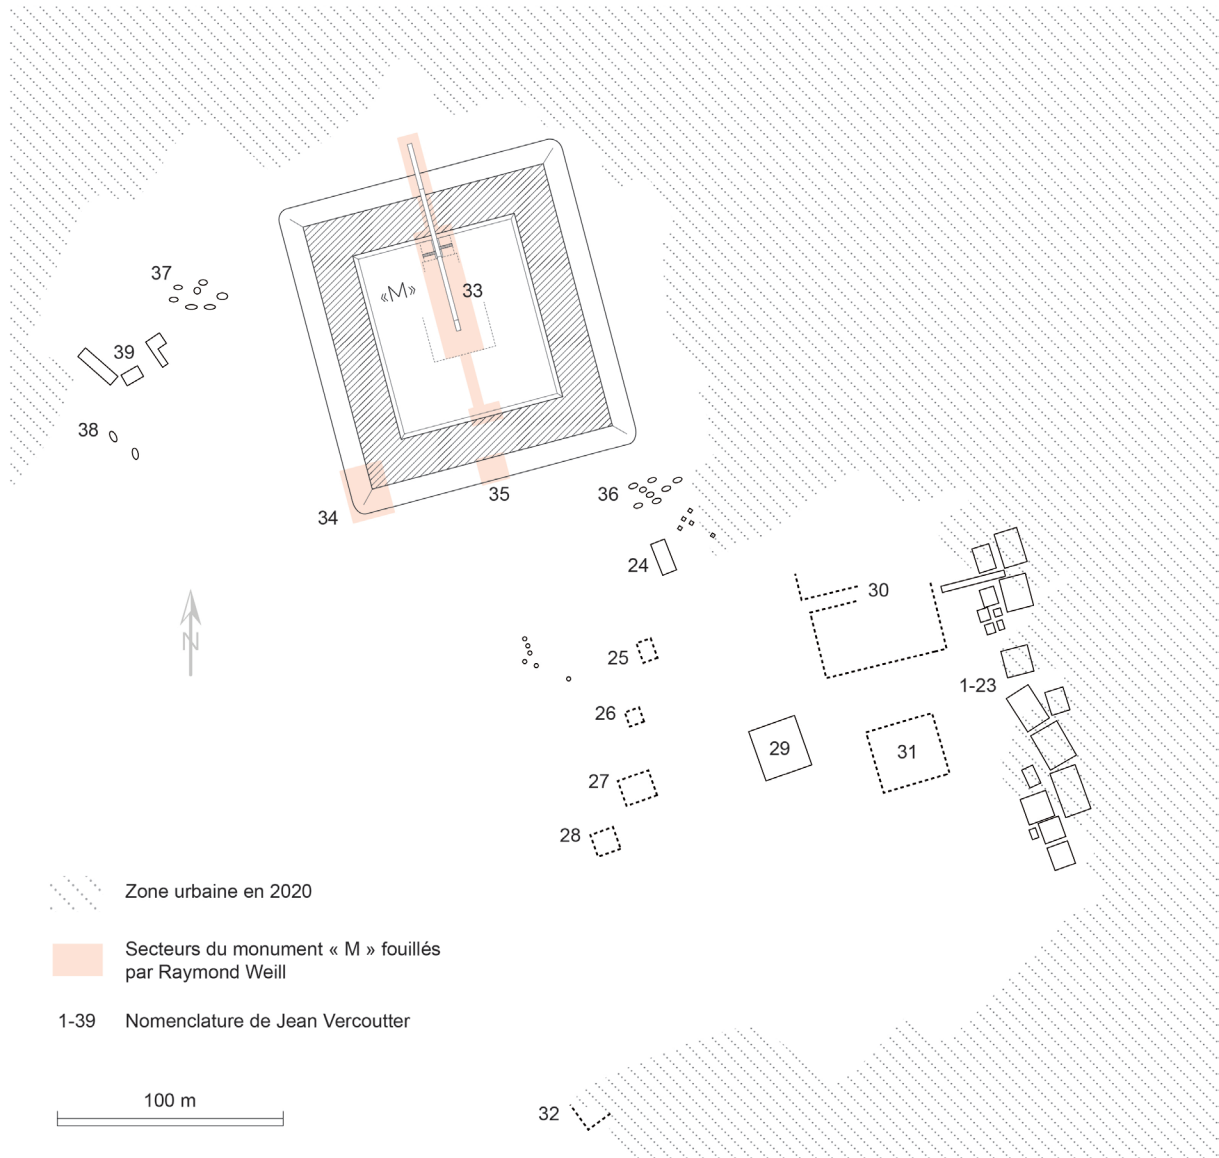 37
«M»
33
39
38
34
35
36
24
30
N
25
1-23
26
29
31
27
28
Zone urbaine en 2020
Secteurs du monument « M » fouillés
par Raymond Weill
1-39 Nomenclature de Jean Vercoutter
100 m
32